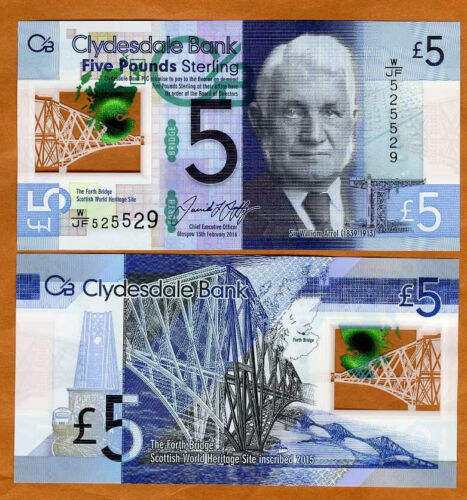 CB Clydesdale Bank £5
Five Pounds Sterling
Clydesdale Bank PLC promise to pay to the Bearer on demand
Five Pounds Sterling at their office here
By order of the Board of Directors
W/JF 525529
5
FORTH BRIDGE
The Forth Bridge
Scottish World Heritage Site
£5
W/JF 525529
Chief Executive Officer
Glasgow 15th February 2016
Sir William Arrol (1839-1913)
£5
CB Clydesdale Bank £5
Forth Bridge
£5
The Forth Bridge
Scottish World Heritage Site inscribed 2015